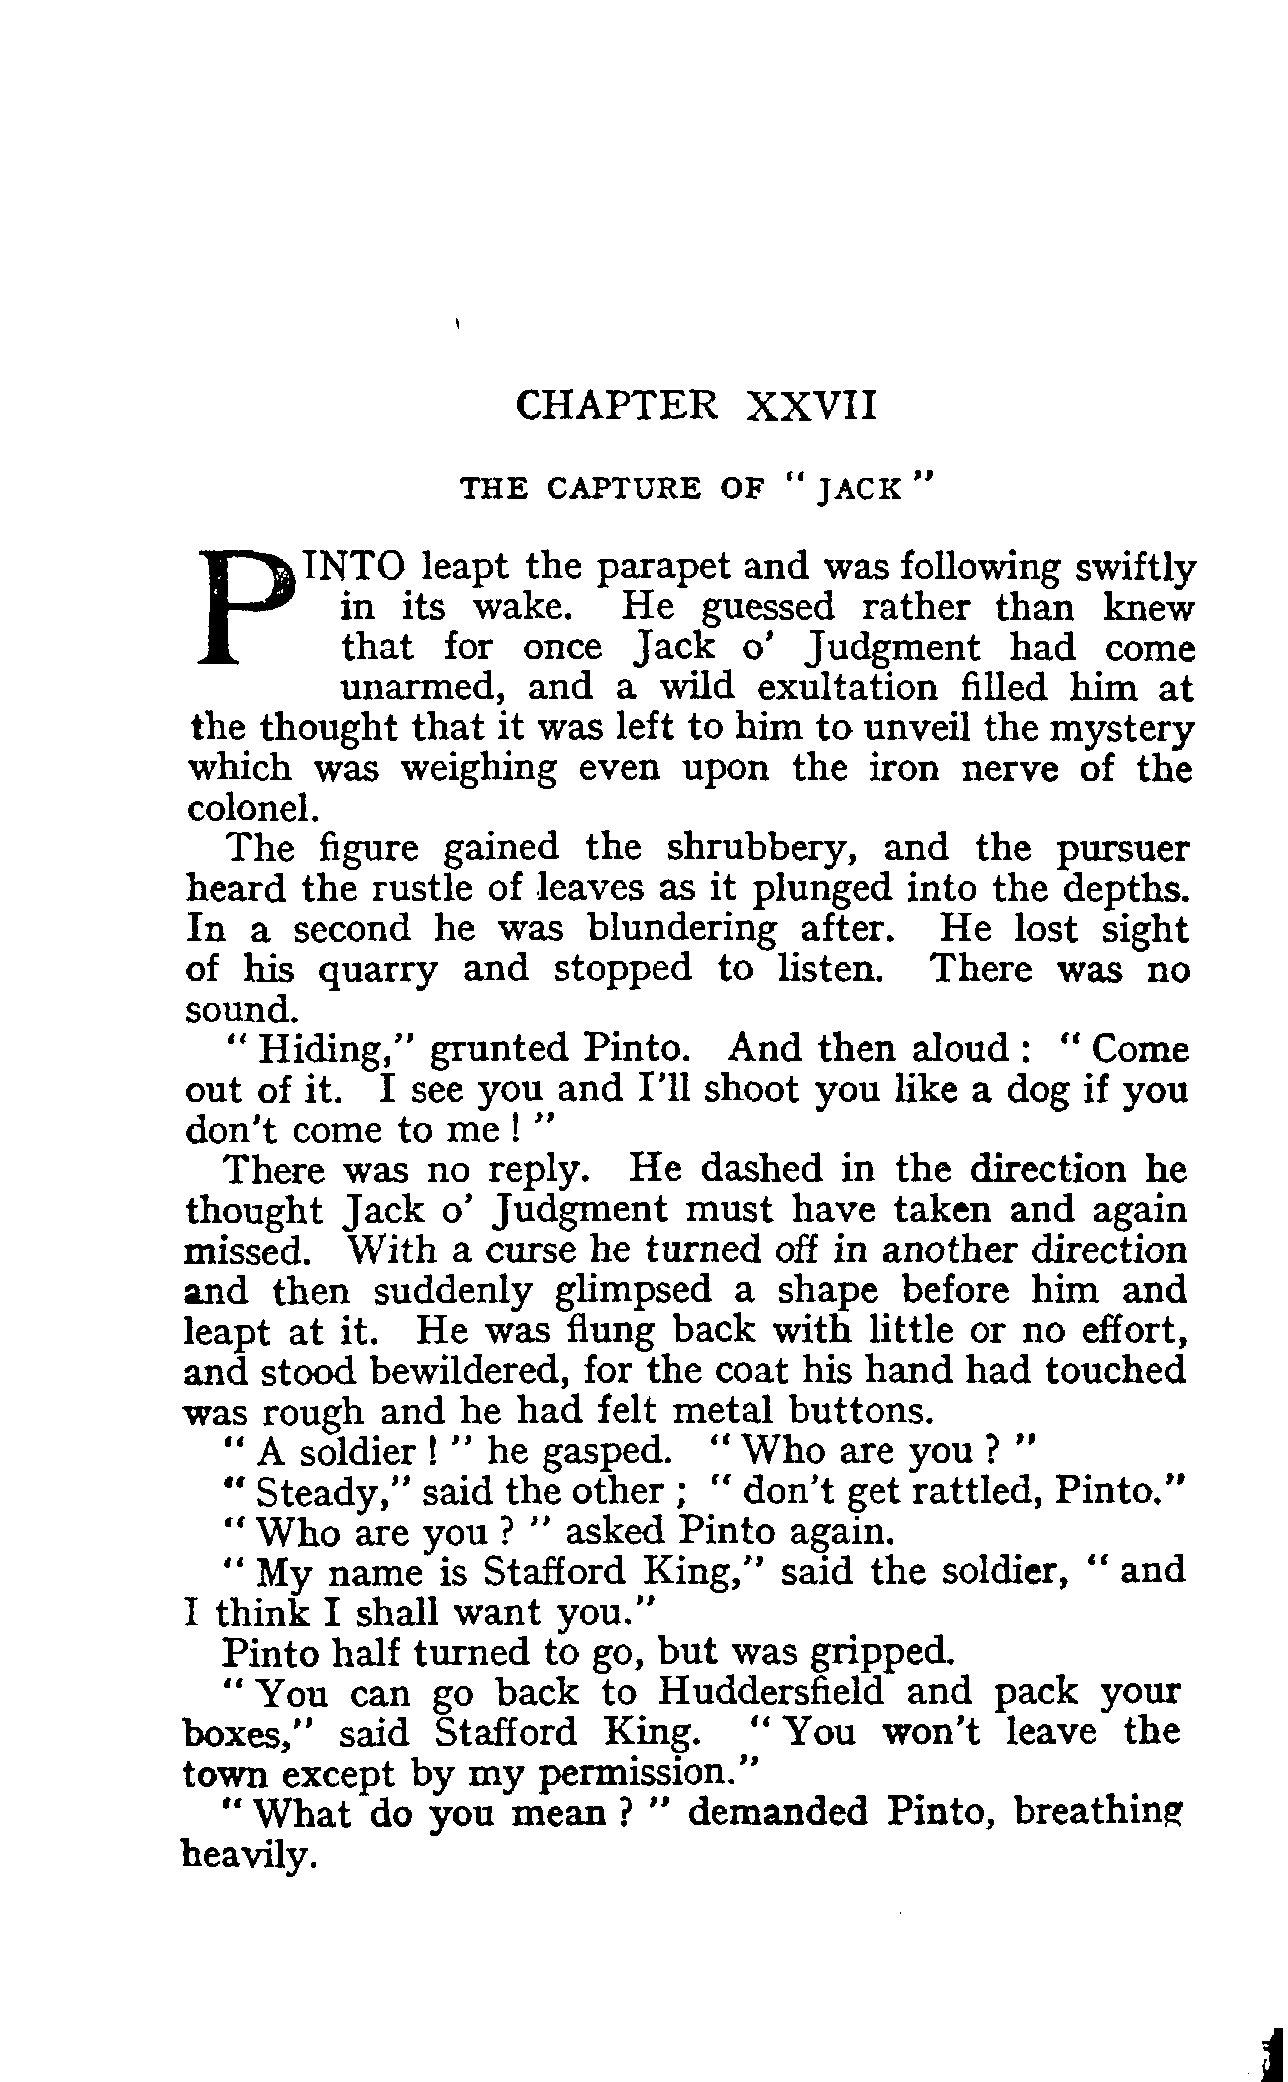 CHAPTER XXVII
THE CAPTURE OF " JACK "
PINTO leapt the parapet and was following swiftly
in its wake. He guessed rather than knew
that for once Jack o' Judgment had come
unarmed, and a wild exultation filled him at
the thought that it was left to him to unveil the mystery
which was weighing even upon the iron nerve of the
colonel.
The figure gained the shrubbery, and the pursuer
heard the rustle of leaves as it plunged into the depths.
In a second he was blundering after. He lost sight
of his quarry and stopped to listen. There was no
sound.
" Hiding," grunted Pinto. And then aloud : " Come
out of it. I see you and I'll shoot you like a dog if you
don't come to me ! "
There was no reply. He dashed in the direction he
thought Jack o' Judgment must have taken and again
missed. With a curse he turned off in another direction
and then suddenly glimpsed a shape before him and
leapt at it. He was flung back with little or no effort,
and stood bewildered, for the coat his hand had touched
was rough and he had felt metal buttons.
" A soldier ! " he gasped. " Who are you ? "
" Steady," said the other ; " don't get rattled, Pinto."
" Who are you ? " asked Pinto again.
" My name is Stafford King," said the soldier, " and
I think I shall want you."
Pinto half turned to go, but was gripped.
" You can go back to Huddersfield and pack your
boxes," said Stafford King. " You won't leave the
town except by my permission."
" What do you mean ? " demanded Pinto, breathing
heavily.